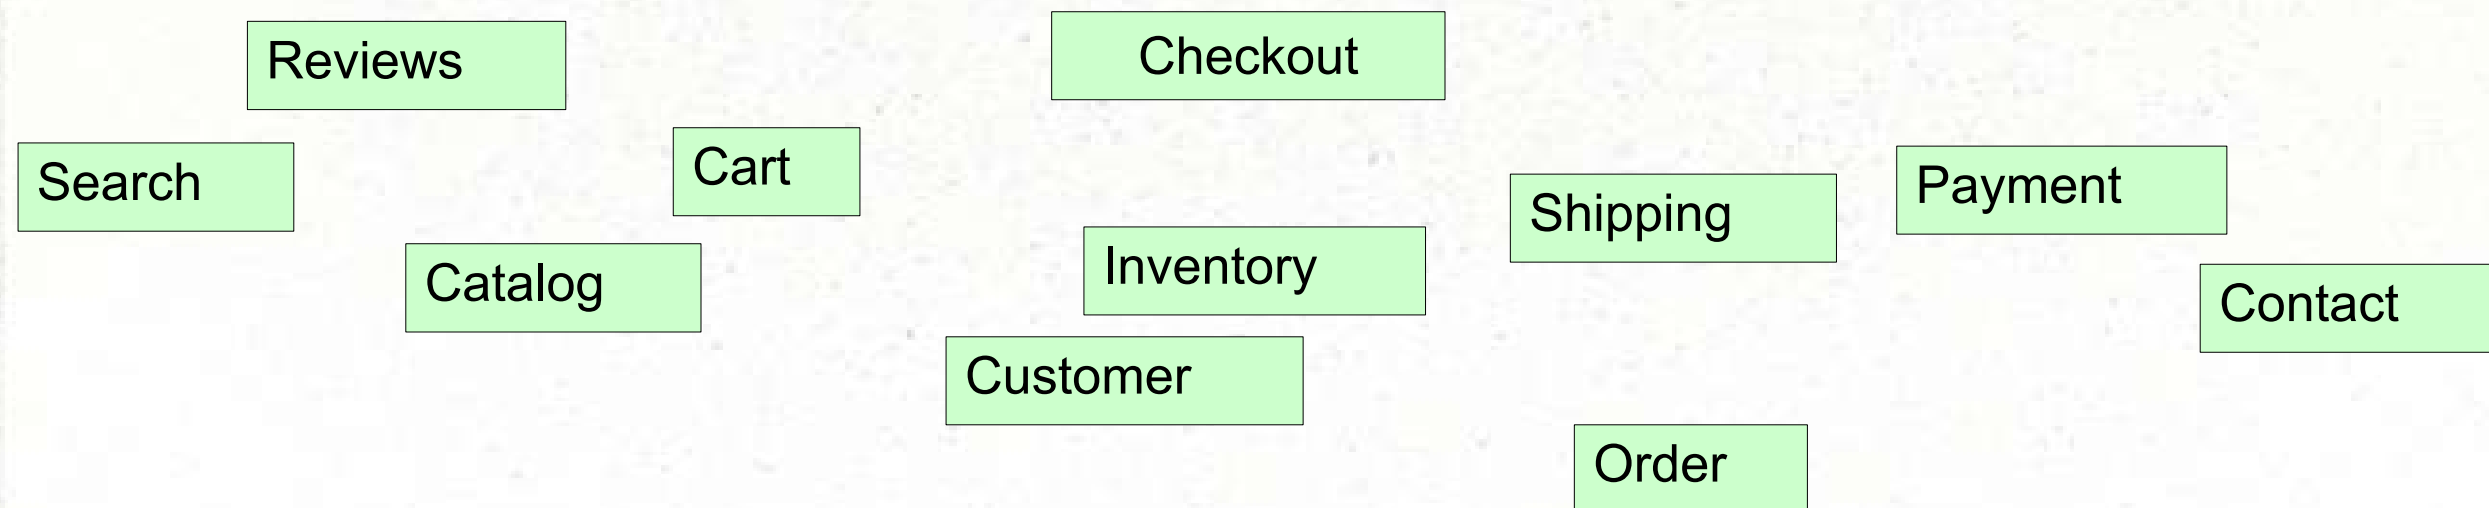 Reviews
Checkout
Search
Cart
Shipping
Payment
Catalog
Inventory
Contact
Customer
Order